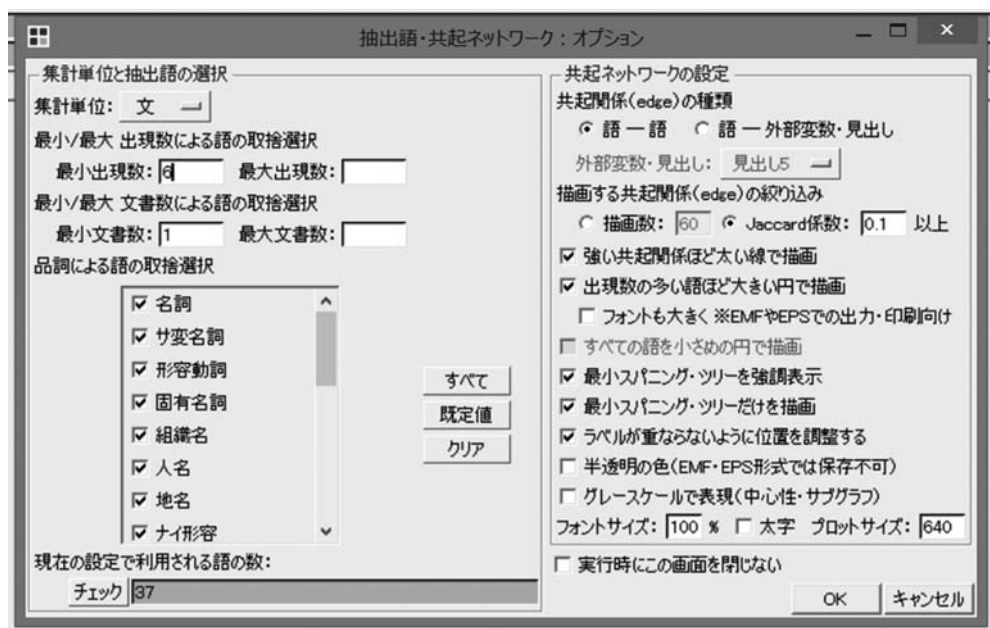 抽出語・共起ネットワーク：オプション
集計単位と抽出語の選択
集計単位： 文
最小/最大 出現数による語の取捨選択
最小出現数： 6 最大出現数：
最小/最大 文書数による語の取捨選択
最小文書数： 1 最大文書数：
品詞による語の取捨選択
名詞
サ変名詞
形容動詞
固有名詞
組織名
人名
地名
ナイ形容
すべて
既定値
クリア
現在の設定で利用される語の数：
チェック 37
共起ネットワークの設定
共起関係(edge)の種類
語 ― 語 語 ― 外部変数・見出し
外部変数・見出し： 見出し5
描画する共起関係(edge)の絞り込み
描画数： 60 Jaccard係数： 0.1 以上
強い共起関係ほど太い線で描画
出現数の多い語ほど大きい円で描画
フォントも大きく ※EMFやEPSでの出力・印刷向け
すべての語を小さめの円で描画
最小スパニング・ツリーを強調表示
最小スパニング・ツリーだけを描画
ラベルが重ならないように位置を調整する
半透明の色(EMF・EPS形式では保存不可)
グレースケールで表現(中心性・サブグラフ)
フォントサイズ： 100 % 太字 プロットサイズ： 640
実行時にこの画面を閉じない
OK キャンセル